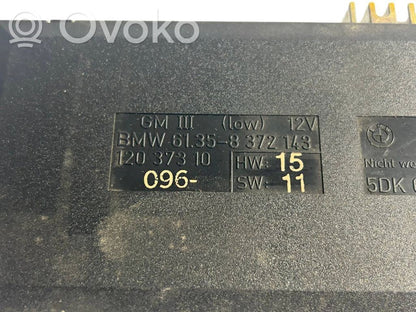 Ovoko
GM III (low) 12V
BMW 61.35-8 372 143
120 373 10 HW: 15
096- SW: 11
BMW
Nicht we
5DK